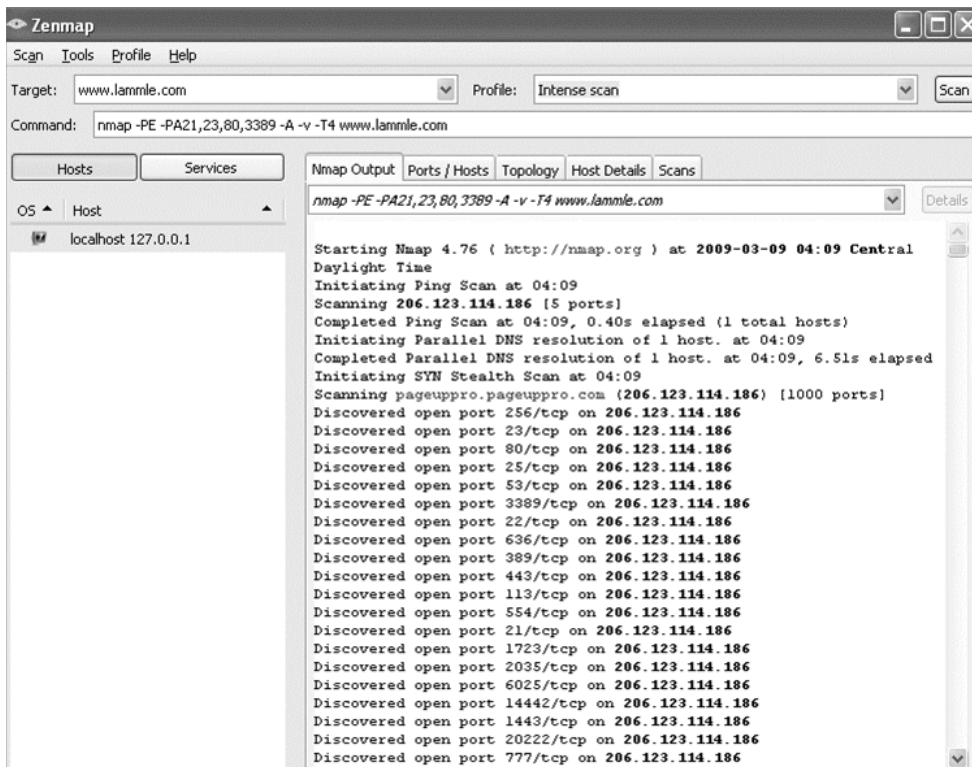 Zenmap
Scan Tools Profile Help
Target: www.lammle.com Profile: Intense scan Scan
Command: nmap -PE -PA21,23,80,3389 -A -v -T4 www.lammle.com
Hosts Services
Nmap Output Ports / Hosts Topology Host Details Scans
OS Host
nmap -PE -PA21,23,80,3389 -A -v -T4 www.lammle.com Details
localhost 127.0.0.1
Starting Nmap 4.76 ( http://nmap.org ) at 2009-03-09 04:09 Central
Daylight Time
Initiating Ping Scan at 04:09
Scanning 206.123.114.186 [5 ports]
Completed Ping Scan at 04:09, 0.40s elapsed (1 total hosts)
Initiating Parallel DNS resolution of 1 host. at 04:09
Completed Parallel DNS resolution of 1 host. at 04:09, 6.51s elapsed
Initiating SYN Stealth Scan at 04:09
Scanning pageuppro.pageuppro.com (206.123.114.186) [1000 ports]
Discovered open port 256/tcp on 206.123.114.186
Discovered open port 23/tcp on 206.123.114.186
Discovered open port 80/tcp on 206.123.114.186
Discovered open port 25/tcp on 206.123.114.186
Discovered open port 53/tcp on 206.123.114.186
Discovered open port 3389/tcp on 206.123.114.186
Discovered open port 22/tcp on 206.123.114.186
Discovered open port 636/tcp on 206.123.114.186
Discovered open port 389/tcp on 206.123.114.186
Discovered open port 443/tcp on 206.123.114.186
Discovered open port 113/tcp on 206.123.114.186
Discovered open port 554/tcp on 206.123.114.186
Discovered open port 21/tcp on 206.123.114.186
Discovered open port 1723/tcp on 206.123.114.186
Discovered open port 2035/tcp on 206.123.114.186
Discovered open port 6025/tcp on 206.123.114.186
Discovered open port 14442/tcp on 206.123.114.186
Discovered open port 1443/tcp on 206.123.114.186
Discovered open port 20222/tcp on 206.123.114.186
Discovered open port 777/tcp on 206.123.114.186